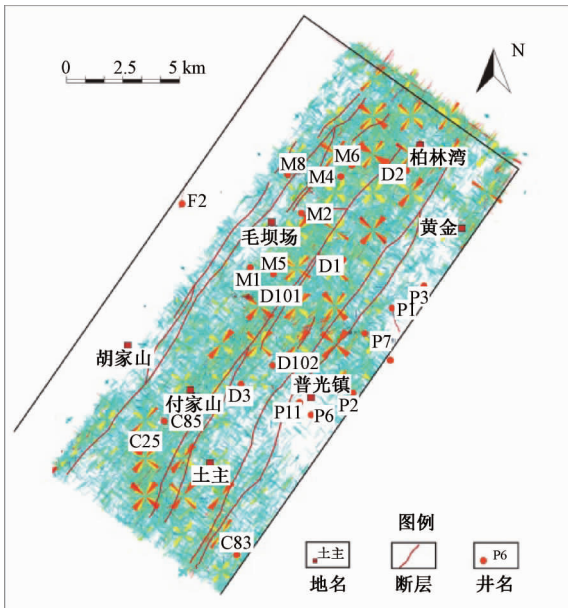 0 2.5 5 km
N
柏林湾
M6
M8
M4
D2
F2
M2
毛坝场
黄金
M5
D1
M1
P3
D101
P1
P7
胡家山
D102
普光镇
付家山
D3
P2
P11
P6
C85
C25
土主
C83
图例
土主
P6
地名
断层
井名